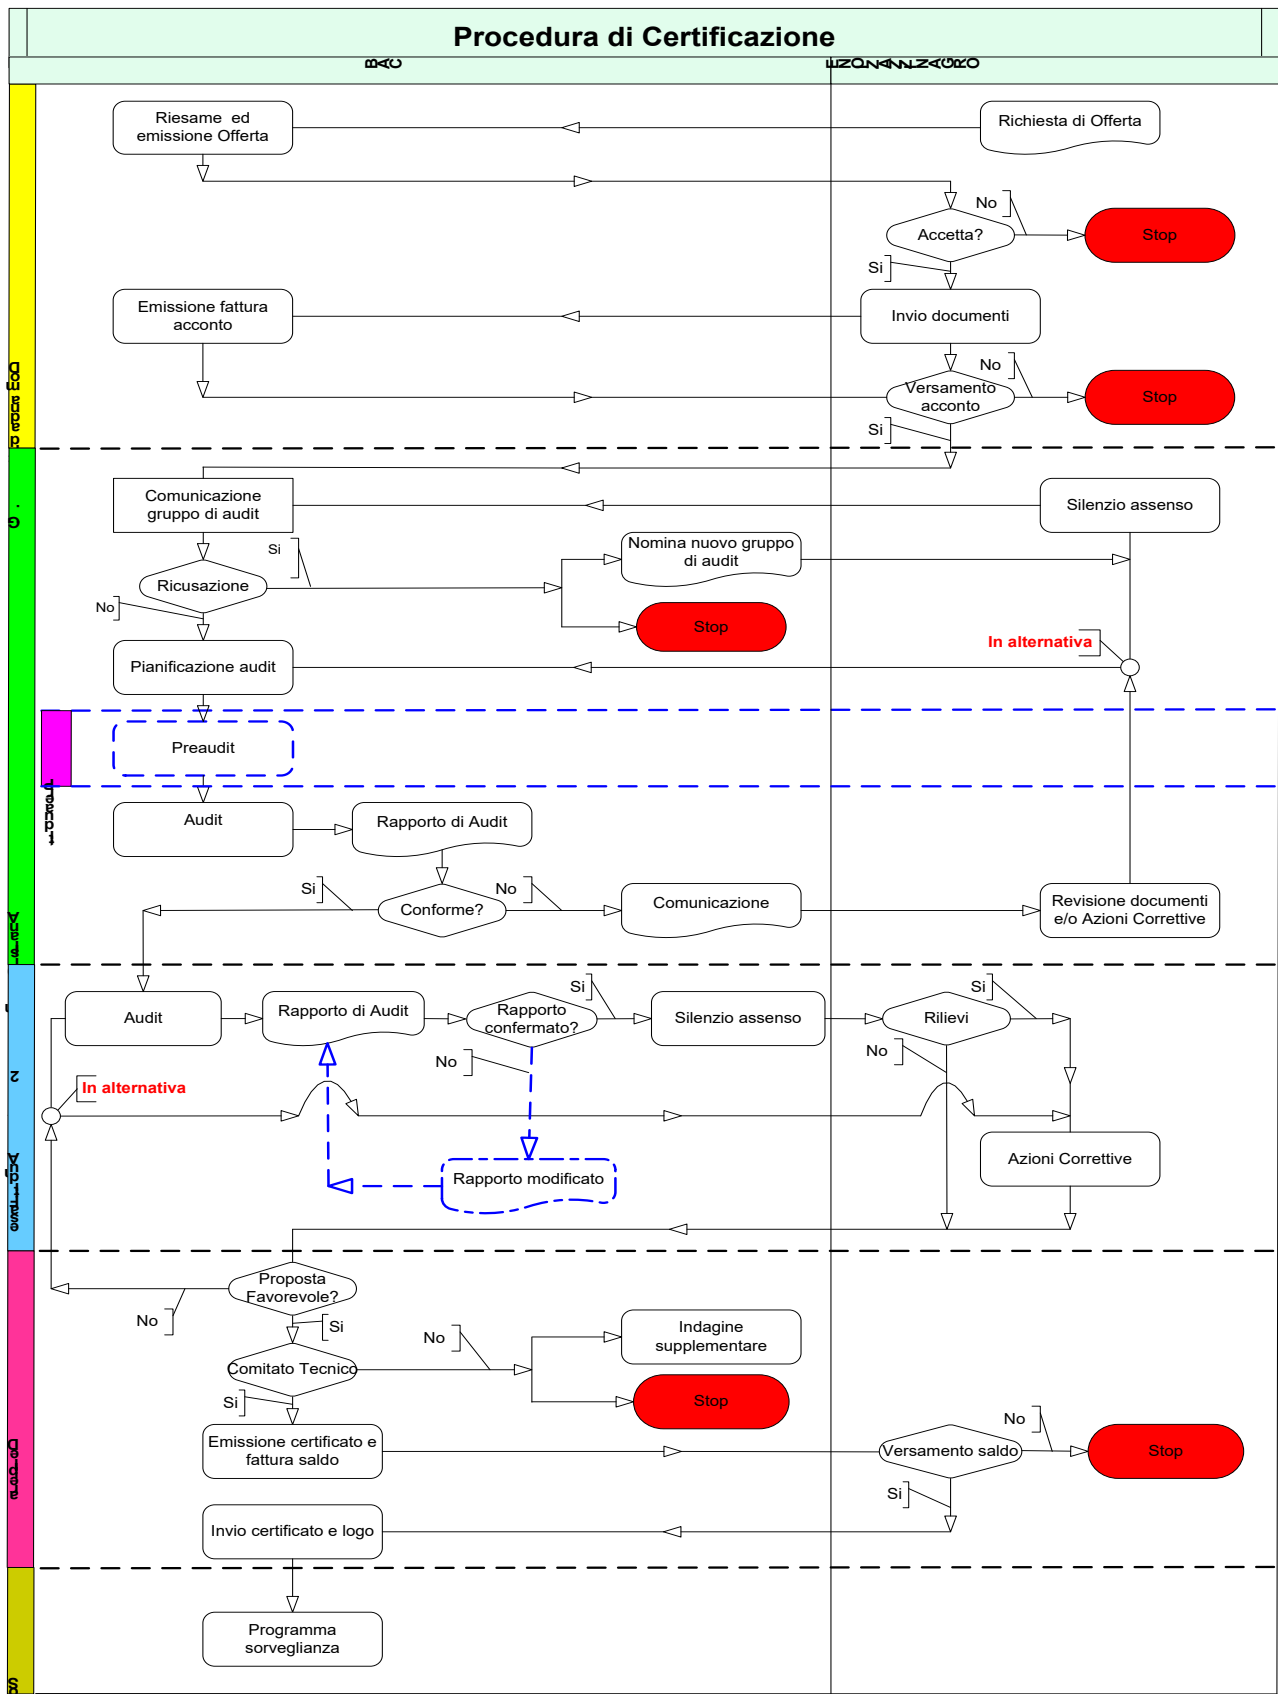 Procedura di Certificazione
Riesame ed
emissione Offerta
Richiesta di Offerta
No
Accetta?
Stop
Si
Emissione fattura
acconto
Invio documenti
No
Versamento
acconto
Stop
Si
Comunicazione
gruppo di audit
Silenzio assenso
Si
Nomina nuovo gruppo
di audit
Ricusazione
No
Stop
In alternativa
Pianificazione audit
Preaudit
Audit
Rapporto di Audit
Si
No
Conforme?
Comunicazione
Revisione documenti
e/o Azioni Correttive
Si
Si
Audit
Rapporto di Audit
Rapporto
confermato?
Silenzio assenso
Rilievi
No
No
In alternativa
Azioni Correttive
Rapporto modificato
Proposta
Favorevole?
No
Si
No
Indagine
supplementare
Comitato Tecnico
Si
Stop
No
Emissione certificato e
fattura saldo
Versamento saldo
Stop
Si
Invio certificato e logo
Programma
sorveglianza